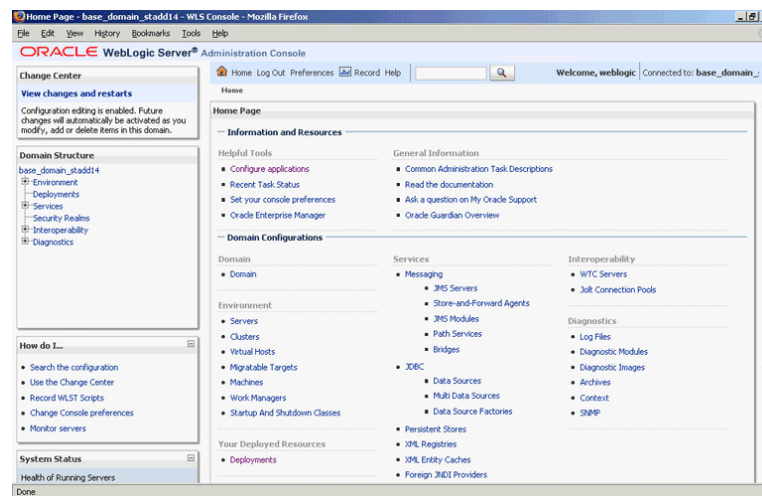 Home Page - base_domain_stadd14 - WLS Console - Mozilla Firefox
File Edit View History Bookmarks Tools Help
ORACLE WebLogic Server® Administration Console
Change Center
View changes and restarts
Configuration editing is enabled. Future
changes will automatically be activated as you
modify, add or delete items in this domain.
Domain Structure
base_domain_stadd14
Environment
Deployments
Services
Security Realms
Interoperability
Diagnostics
How do I...
Search the configuration
Use the Change Center
Record WLST Scripts
Change Console preferences
Monitor servers
System Status
Health of Running Servers
Home Log Out Preferences Record Help
Welcome, weblogic Connected to: base_domain_
Home
Home Page
Information and Resources
Helpful Tools
Configure applications
Recent Task Status
Set your console preferences
Oracle Enterprise Manager
General Information
Common Administration Task Descriptions
Read the documentation
Ask a question on My Oracle Support
Oracle Guardian Overview
Domain Configurations
Domain
Domain
Environment
Servers
Clusters
Virtual Hosts
Migratable Targets
Machines
Work Managers
Startup And Shutdown Classes
Your Deployed Resources
Deployments
Services
Messaging
JMS Servers
Store-and-Forward Agents
JMS Modules
Path Services
Bridges
JDBC
Data Sources
Multi Data Sources
Data Source Factories
Persistent Stores
XML Registries
XML Entity Caches
Foreign JNDI Providers
Interoperability
WTC Servers
Jolt Connection Pools
Diagnostics
Log Files
Diagnostic Modules
Diagnostic Images
Archives
Context
SNMP
Done